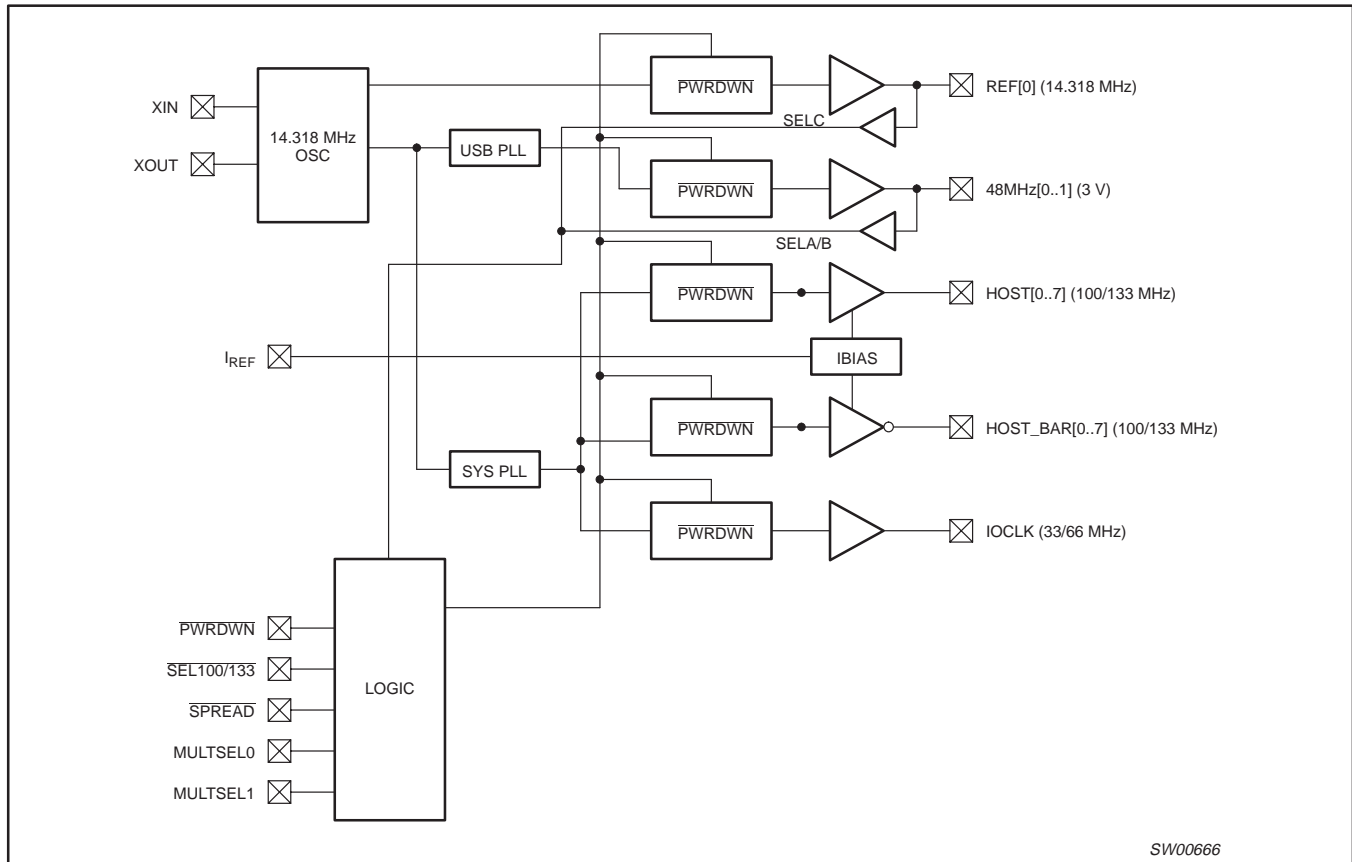 PWRDWN
REF[0] (14.318 MHz)
XIN
SELC
14.318 MHz
OSC
USB PLL
XOUT
PWRDWN
48MHz[0..1] (3 V)
SELA/B
PWRDWN
HOST[0..7] (100/133 MHz)
IREF
IBIAS
PWRDWN
HOST_BAR[0..7] (100/133 MHz)
SYS PLL
PWRDWN
IOCLK (33/66 MHz)
PWRDWN
SEL100/133
LOGIC
SPREAD
MULTSEL0
MULTSEL1
SW00666